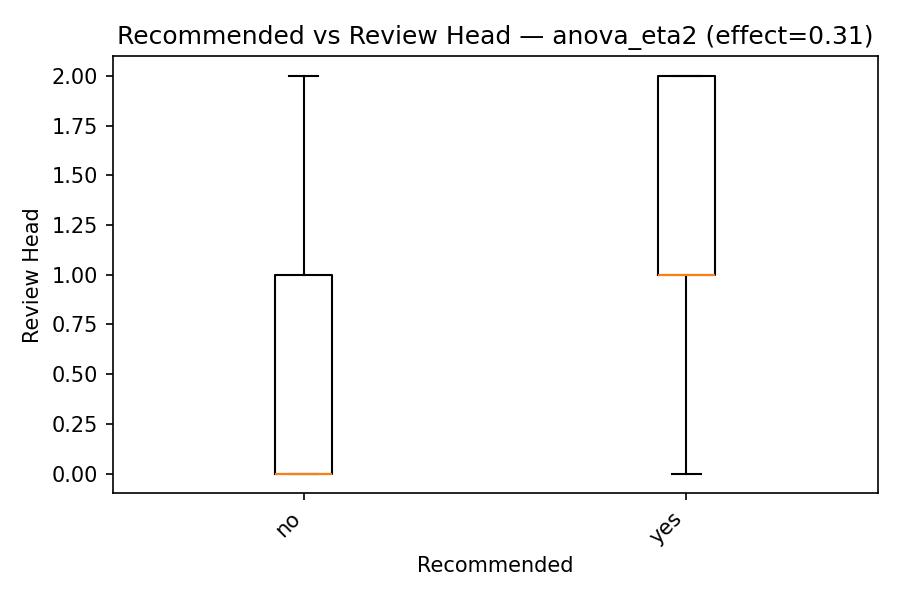 Recommended vs Review Head — anova_eta2 (effect=0.31)
2.00
1.75
1.50
1.25
1.00
0.75
0.50
0.25
0.00
Review Head
no
yes
Recommended